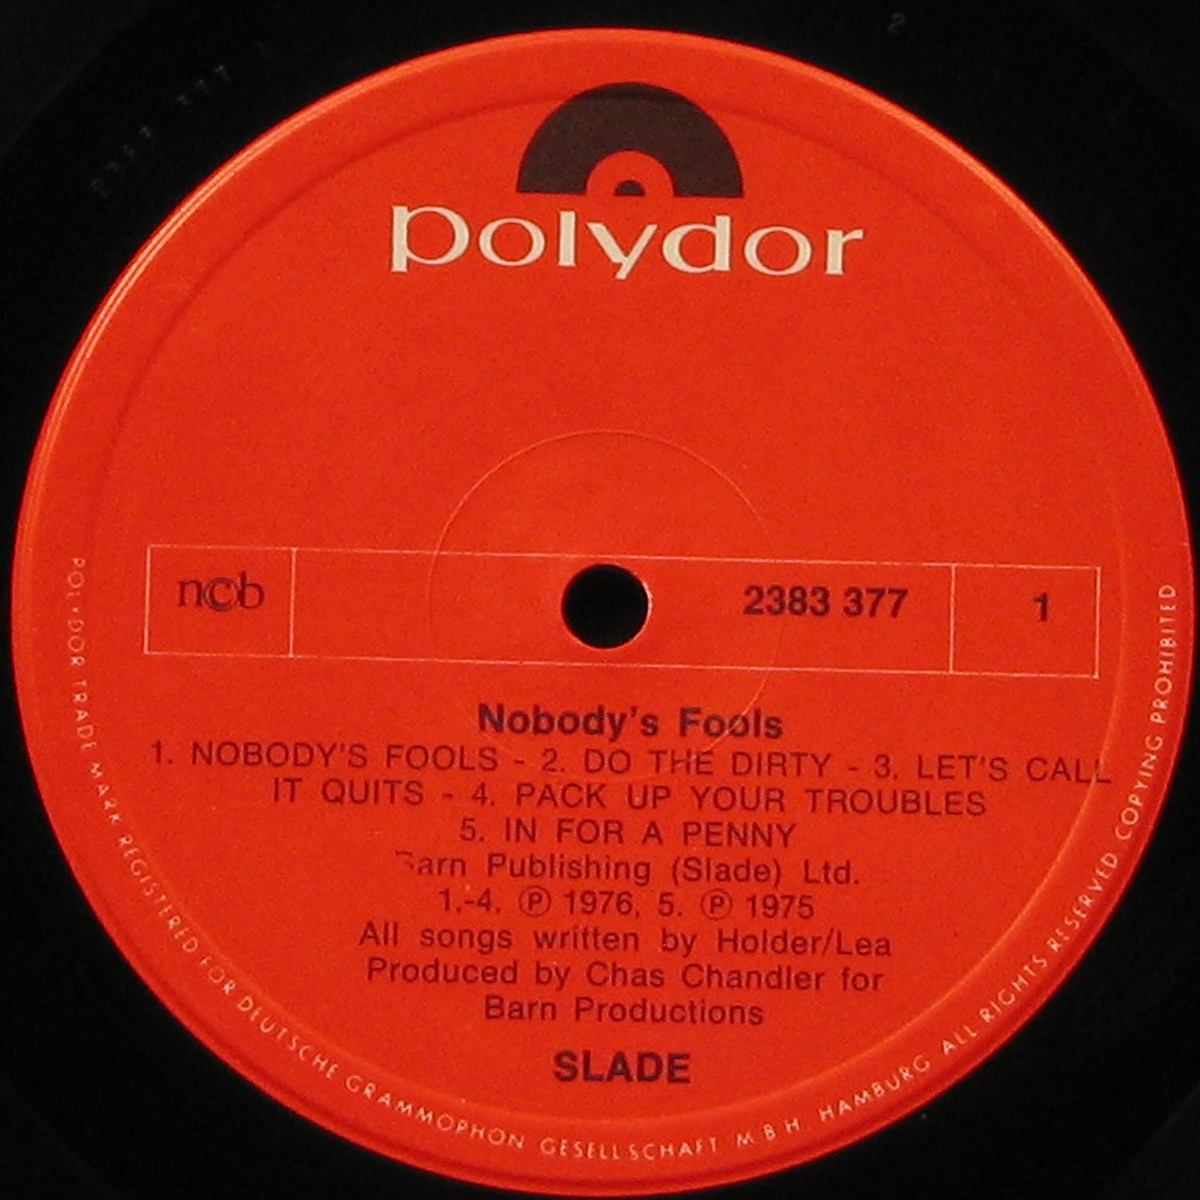 polydor
ncb 2383 377 1
Nobody's Fools
1. NOBODY'S FOOLS - 2. DO THE DIRTY - 3. LET'S CALL
IT QUITS - 4. PACK UP YOUR TROUBLES
5. IN FOR A PENNY
Barn Publishing (Slade) Ltd.
1.-4. Ⓟ 1976, 5. Ⓟ 1975
All songs written by Holder/Lea
Produced by Chas Chandler for
Barn Productions
SLADE
POLYDOR TRADE MARK REGISTERED FOR DEUTSCHE GRAMMOPHON GESELLSCHAFT M B H. HAMBURG ALL RIGHTS RESERVED COPYING PROHIBITED
2